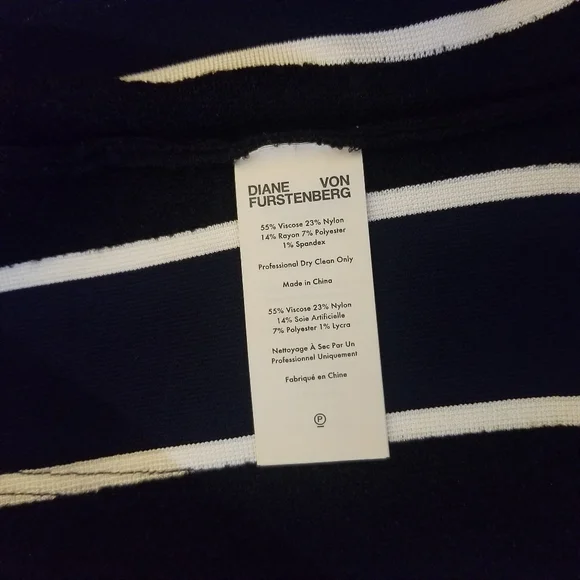 DIANE VON
FURSTENBERG
55% Viscose 23% Nylon
14% Rayon 7% Polyester
1% Spandex
Professional Dry Clean Only
Made in China
55% Viscose 23% Nylon
14% Soie Artificielle
7% Polyester 1% Lycra
Nettoyage À Sec Par Un
Professionnel Uniquement
Fabriqué en Chine
P